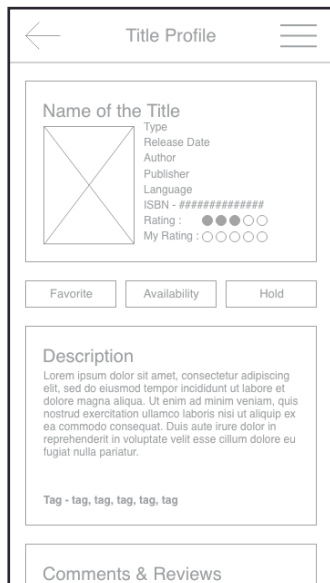 Title Profile
Name of the Title
Type
Release Date
Author
Publisher
Language
ISBN - ##############
Rating :
My Rating :
Favorite
Availability
Hold
Description
Lorem ipsum dolor sit amet, consectetur adipiscing
elit, sed do eiusmod tempor incididunt ut labore et
dolore magna aliqua. Ut enim ad minim veniam, quis
nostrud exercitation ullamco laboris nisi ut aliquip ex
ea commodo consequat. Duis aute irure dolor in
reprehenderit in voluptate velit esse cillum dolore eu
fugiat nulla pariatur.
Tag - tag, tag, tag, tag, tag
Comments & Reviews